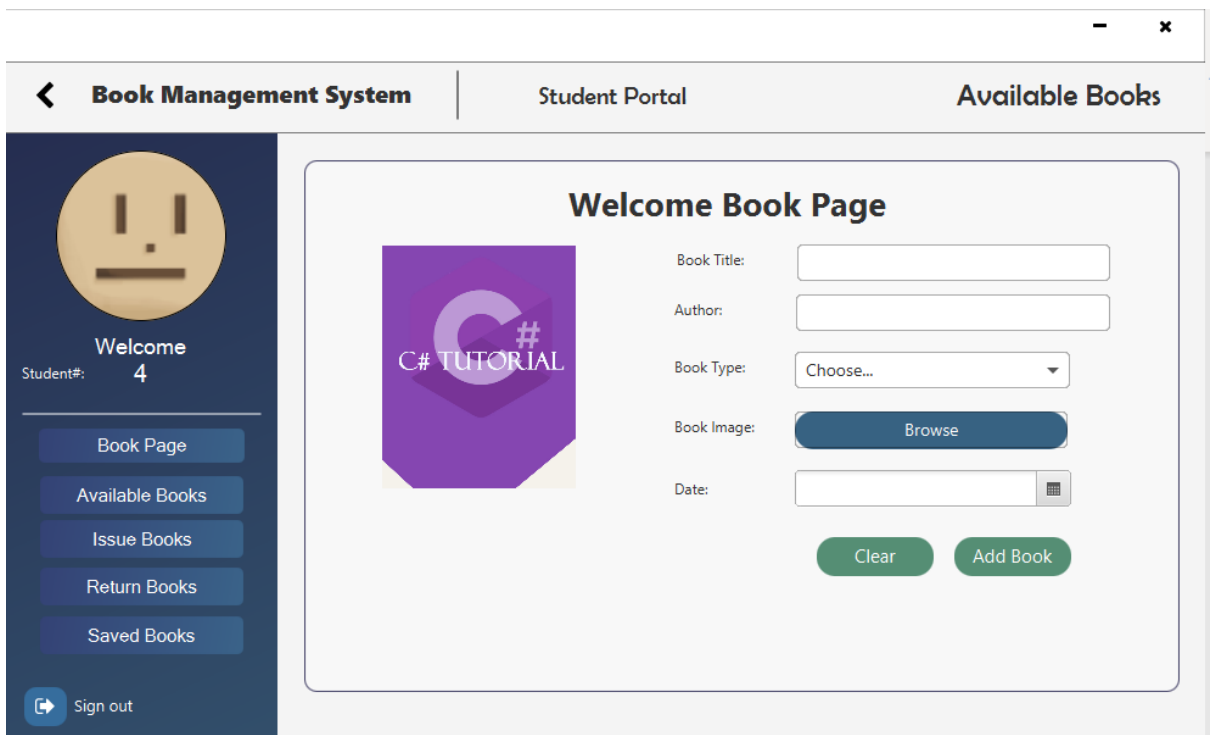 Book Management System
Student Portal
Available Books
Welcome
Student#: 4
Book Page
Available Books
Issue Books
Return Books
Saved Books
Sign out
Welcome Book Page
C #
C# TUTORIAL
Book Title:
Author:
Book Type: Choose...
Book Image: Browse
Date:
Clear Add Book